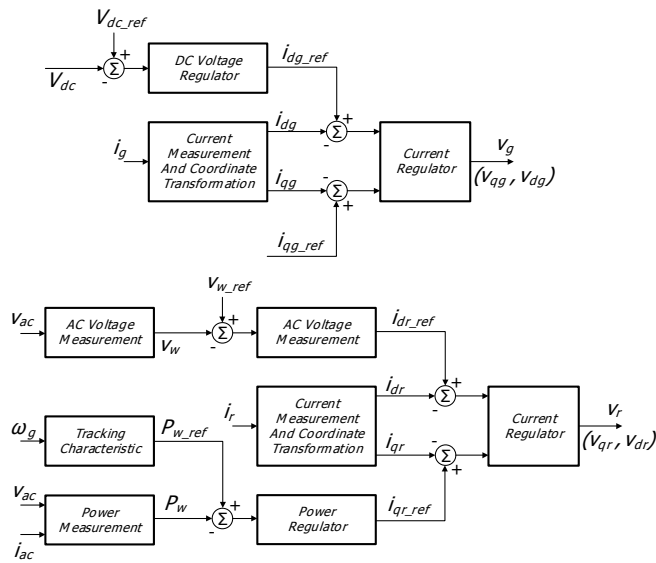 V_dc_ref
+
Σ
-
V_dc
DC Voltage
Regulator
i_dg_ref
i_g
Current
Measurement
And Coordinate
Transformation
i_dg
Σ
+
-
i_qg
-
Σ
+
i_qg_ref
Current
Regulator
v_g
(v_qg , v_dg)
v_w_ref
v_ac
AC Voltage
Measurement
v_w
+
Σ
-
AC Voltage
Measurement
i_dr_ref
i_r
Current
Measurement
And Coordinate
Transformation
i_dr
Σ
+
-
i_qr
-
Σ
+
Current
Regulator
v_r
(v_qr , v_dr)
ω_g
Tracking
Characteristic
P_w_ref
v_ac
i_ac
Power
Measurement
P_w
+
Σ
-
Power
Regulator
i_qr_ref